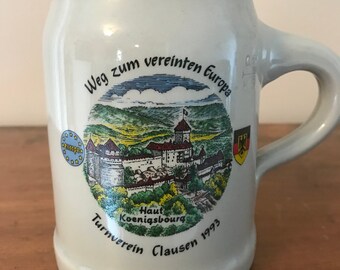 Weg zum vereinten Europa
Haut
Koenigsbourg
Turnverein Clausen 1993